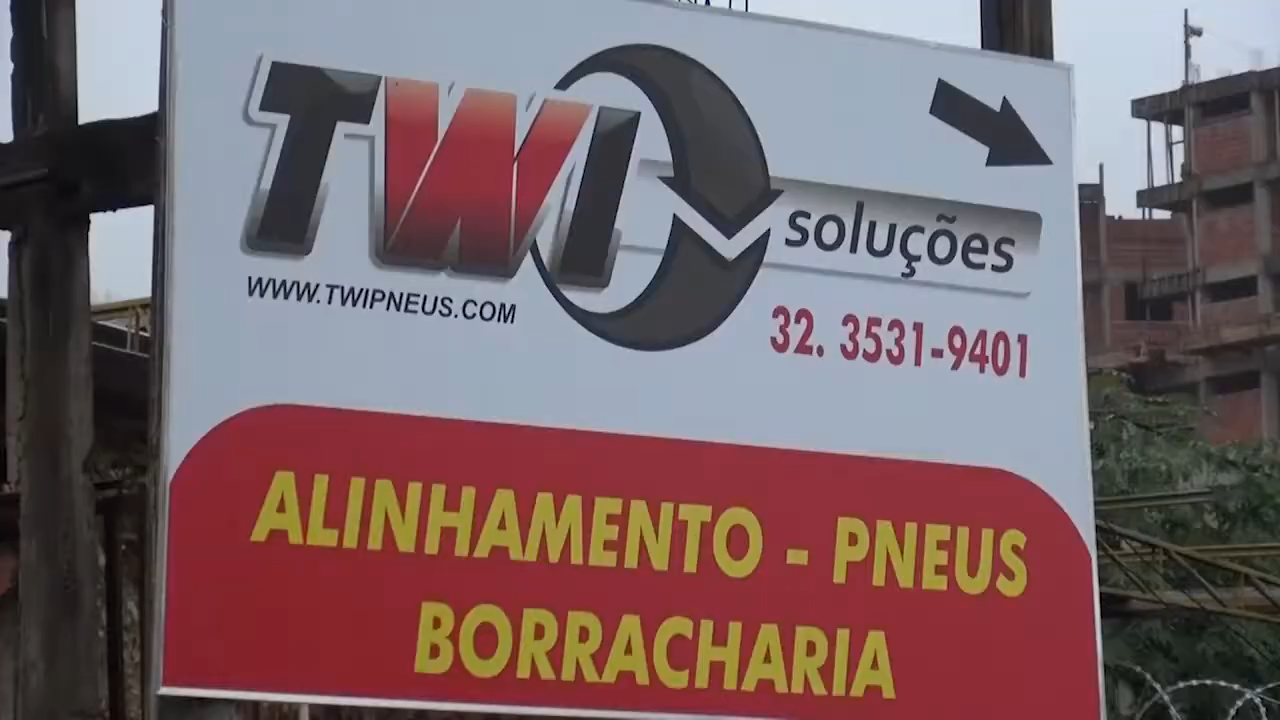 TWI
soluções
WWW.TWIPNEUS.COM
32. 3531-9401
ALINHAMENTO - PNEUS
BORRACHARIA